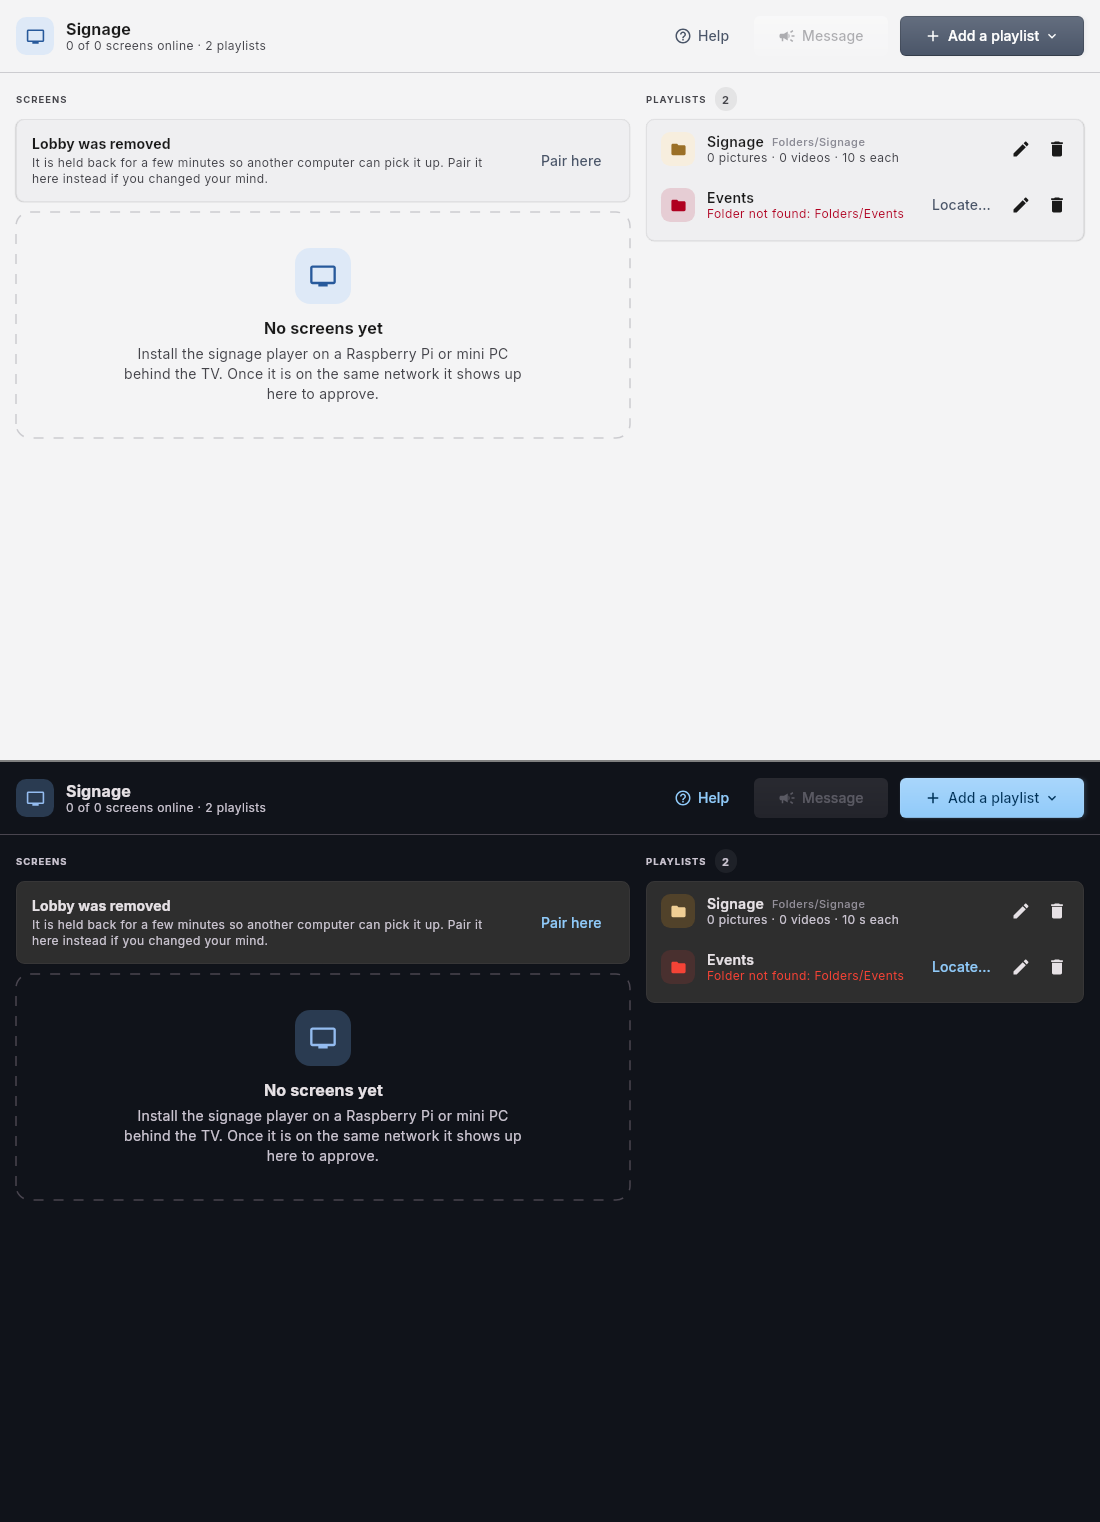 Signage
0 of 0 screens online · 2 playlists
Help
Message
Add a playlist
SCREENS
Lobby was removed
It is held back for a few minutes so another computer can pick it up. Pair it
here instead if you changed your mind.
Pair here
No screens yet
Install the signage player on a Raspberry Pi or mini PC
behind the TV. Once it is on the same network it shows up
here to approve.
PLAYLISTS 2
Signage Folders/Signage
0 pictures · 0 videos · 10 s each
Events
Folder not found: Folders/Events
Locate...
Signage
0 of 0 screens online · 2 playlists
Help
Message
Add a playlist
SCREENS
Lobby was removed
It is held back for a few minutes so another computer can pick it up. Pair it
here instead if you changed your mind.
Pair here
No screens yet
Install the signage player on a Raspberry Pi or mini PC
behind the TV. Once it is on the same network it shows up
here to approve.
PLAYLISTS 2
Signage Folders/Signage
0 pictures · 0 videos · 10 s each
Events
Folder not found: Folders/Events
Locate...